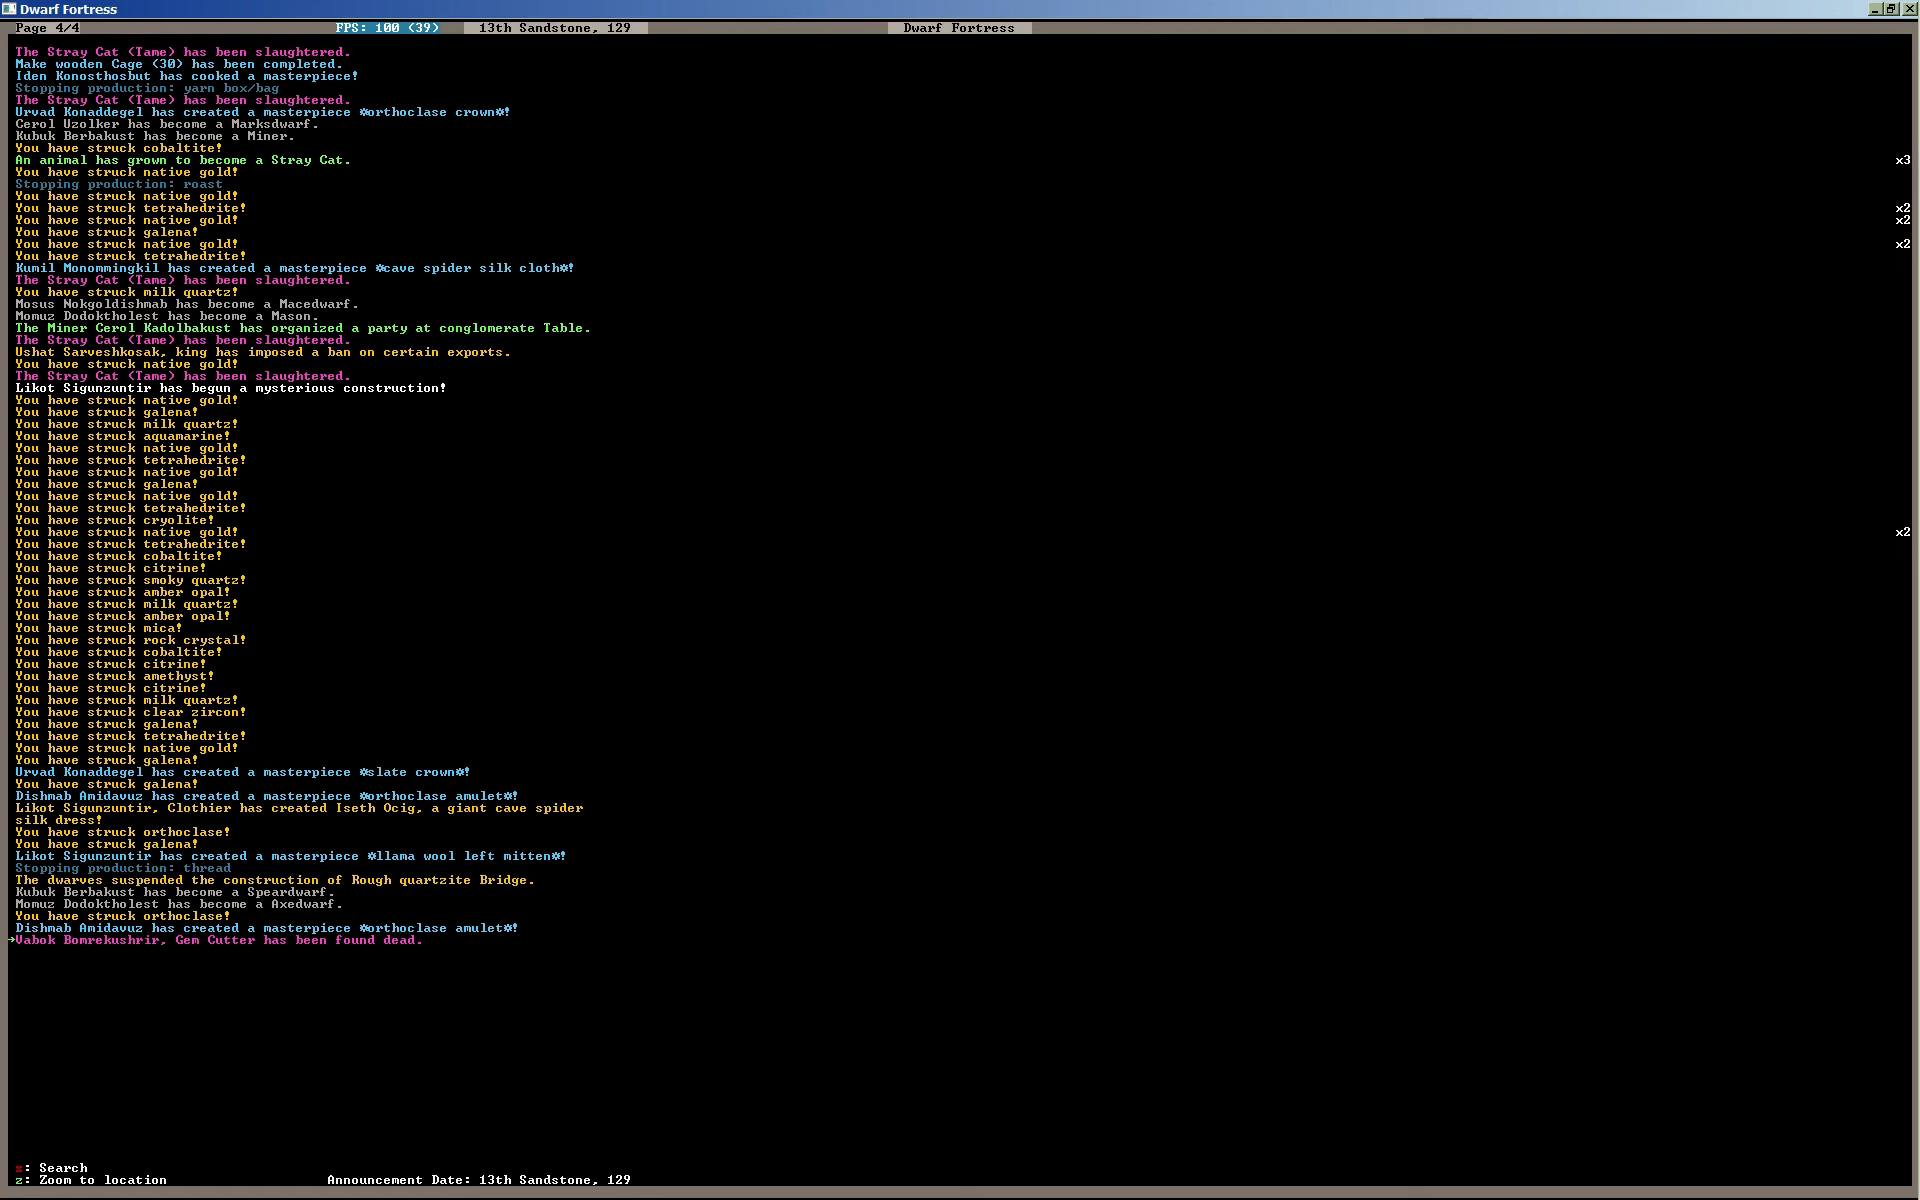 Dwarf Fortress
Page 4/4 FPS: 100 (39) 13th Sandstone, 129 Dwarf Fortress
The Stray Cat (Tame) has been slaughtered.
Make wooden Cage (30) has been completed.
Iden Konosthosbut has cooked a masterpiece!
Stopping production: yarn box/bag
The Stray Cat (Tame) has been slaughtered.
Urvad Konaddegel has created a masterpiece ☼orthoclase crown☼!
Cerol Uzolker has become a Marksdwarf.
Kubuk Berbakust has become a Miner.
You have struck cobaltite!
An animal has grown to become a Stray Cat. x3
You have struck native gold!
Stopping production: roast
You have struck native gold!
You have struck tetrahedrite! x2
You have struck native gold! x2
You have struck galena!
You have struck native gold! x2
You have struck tetrahedrite!
Kumil Monommingkil has created a masterpiece ☼cave spider silk cloth☼!
The Stray Cat (Tame) has been slaughtered.
You have struck milk quartz!
Mosus Nokgoldishmab has become a Macedwarf.
Momuz Dodoktholest has become a Mason.
The Miner Cerol Kadolbakust has organized a party at conglomerate Table.
The Stray Cat (Tame) has been slaughtered.
Ushat Sarveshkosak, king has imposed a ban on certain exports.
You have struck native gold!
The Stray Cat (Tame) has been slaughtered.
Likot Sigunzuntir has begun a mysterious construction!
You have struck native gold!
You have struck galena!
You have struck milk quartz!
You have struck aquamarine!
You have struck native gold!
You have struck tetrahedrite!
You have struck native gold!
You have struck galena!
You have struck native gold!
You have struck tetrahedrite!
You have struck cryolite!
You have struck native gold! x2
You have struck tetrahedrite!
You have struck cobaltite!
You have struck citrine!
You have struck smoky quartz!
You have struck amber opal!
You have struck milk quartz!
You have struck amber opal!
You have struck mica!
You have struck rock crystal!
You have struck cobaltite!
You have struck citrine!
You have struck amethyst!
You have struck citrine!
You have struck milk quartz!
You have struck clear zircon!
You have struck galena!
You have struck tetrahedrite!
You have struck native gold!
You have struck galena!
Urvad Konaddegel has created a masterpiece ☼slate crown☼!
You have struck galena!
Dishmab Amidavuz has created a masterpiece ☼orthoclase amulet☼!
Likot Sigunzuntir, Clothier has created Iseth Ocig, a giant cave spider
silk dress!
You have struck orthoclase!
You have struck galena!
Likot Sigunzuntir has created a masterpiece ☼llama wool left mitten☼!
Stopping production: thread
The dwarves suspended the construction of Rough quartzite Bridge.
Kubuk Berbakust has become a Speardwarf.
Momuz Dodoktholest has become a Axedwarf.
You have struck orthoclase!
Dishmab Amidavuz has created a masterpiece ☼orthoclase amulet☼!
→Vabok Bomrekushrir, Gem Cutter has been found dead.
s: Search
z: Zoom to location Announcement Date: 13th Sandstone, 129